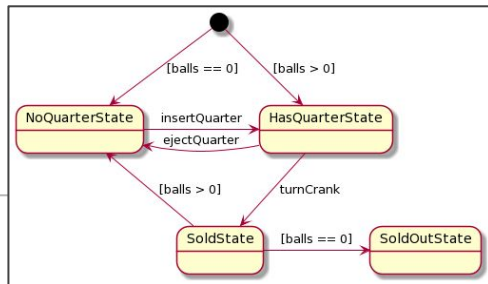 [balls == 0]
[balls > 0]
NoQuarterState
insertQuarter
HasQuarterState
ejectQuarter
[balls > 0]
turnCrank
SoldState
[balls == 0]
SoldOutState